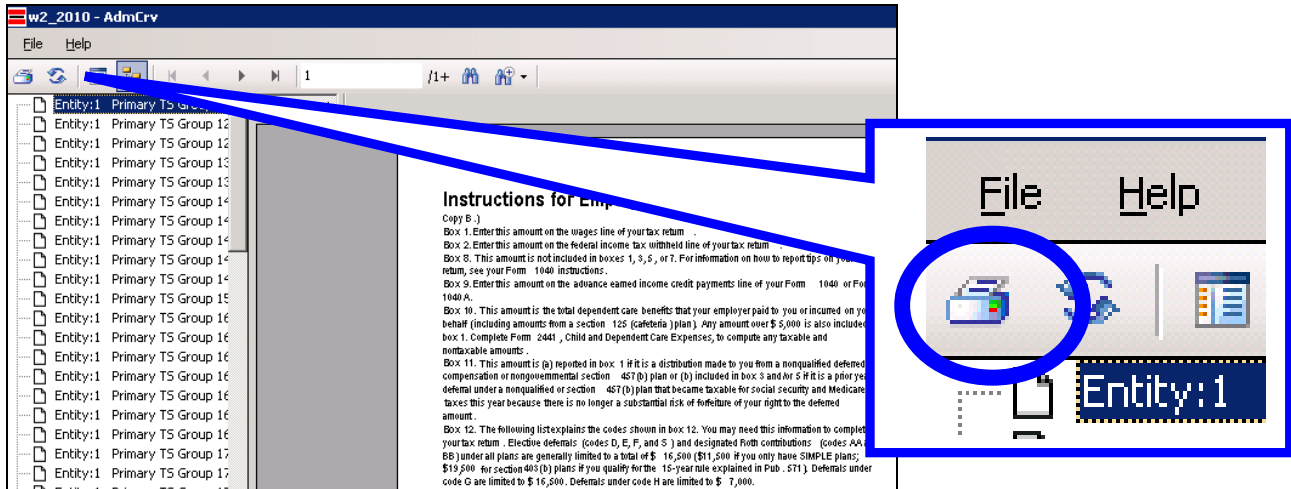 w2_2010 - AdmCrv
File Help
1 /1+
Entity:1 Primary TS Group
Entity:1 Primary TS Group 12
Entity:1 Primary TS Group 12
Entity:1 Primary TS Group 13
Entity:1 Primary TS Group 13
Entity:1 Primary TS Group 14
Entity:1 Primary TS Group 14
Entity:1 Primary TS Group 14
Entity:1 Primary TS Group 14
Entity:1 Primary TS Group 14
Entity:1 Primary TS Group 15
Entity:1 Primary TS Group 16
Entity:1 Primary TS Group 16
Entity:1 Primary TS Group 16
Entity:1 Primary TS Group 16
Entity:1 Primary TS Group 16
Entity:1 Primary TS Group 16
Entity:1 Primary TS Group 16
Entity:1 Primary TS Group 17
Entity:1 Primary TS Group 17
Instructions for
Copy B .)
Box 1. Enter this amount on the wages line of your tax return .
Box 2. Enter this amount on the federal income tax withheld line of your tax return .
Box 8. This amount is not included in boxes 1, 3, 5 , or 7. For information on how to report tips on your
return, see your Form 1040 instructions .
Box 9. Enter this amount on the advance earned income credit payments line of your Form 1040 or
1040 A.
Box 10. This amount is the total dependent care benefits that your employer paid to you or incurred on
behalf (including amounts from a section 125 (cafeteria ) plan ). Any amount over $ 5,000 is also included
box 1. Complete Form 2441 , Child and Dependent Care Expenses, to compute any taxable and
nontaxable amounts .
Box 11. This amount is (a) reported in box 1 if it is a distribution made to you from a nonqualified deferred
compensation or nongovernmental section 457 (b) plan or (b) included in box 3 and /or 5 if it is a prior
deferral under a nonqualified or section 457 (b) plan that became taxable for social security and Medicare
taxes this year because there is no longer a substantial risk of forfeiture of your right to the deferred
amount .
Box 12. The following list explains the codes shown in box 12. You may need this information to
your tax return . Elective deferrals (codes D, E, F, and S ) and designated Roth contributions (codes AA
BB ) under all plans are generally limited to a total of $ 16,500 ($11,500 if you only have SIMPLE plans;
$19,500 for section 403 (b) plans if you qualify for the 15-year rule explained in Pub . 571 ). Deferrals under
code G are limited to $ 16,500. Deferrals under code H are limited to $ 7,000.
File Help
Entity:1